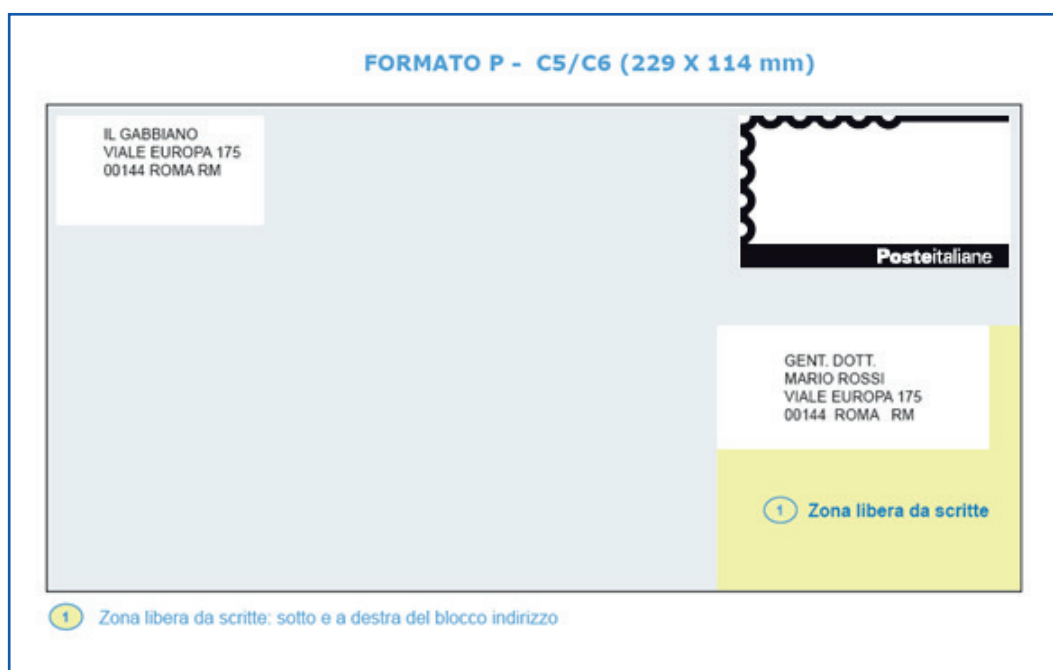 FORMATO P - C5/C6 (229 X 114 mm)
IL GABBIANO
VIALE EUROPA 175
00144 ROMA RM
Posteitaliane
GENT. DOTT.
MARIO ROSSI
VIALE EUROPA 175
00144 ROMA RM
1 Zona libera da scritte
1 Zona libera da scritte: sotto e a destra del blocco indirizzo